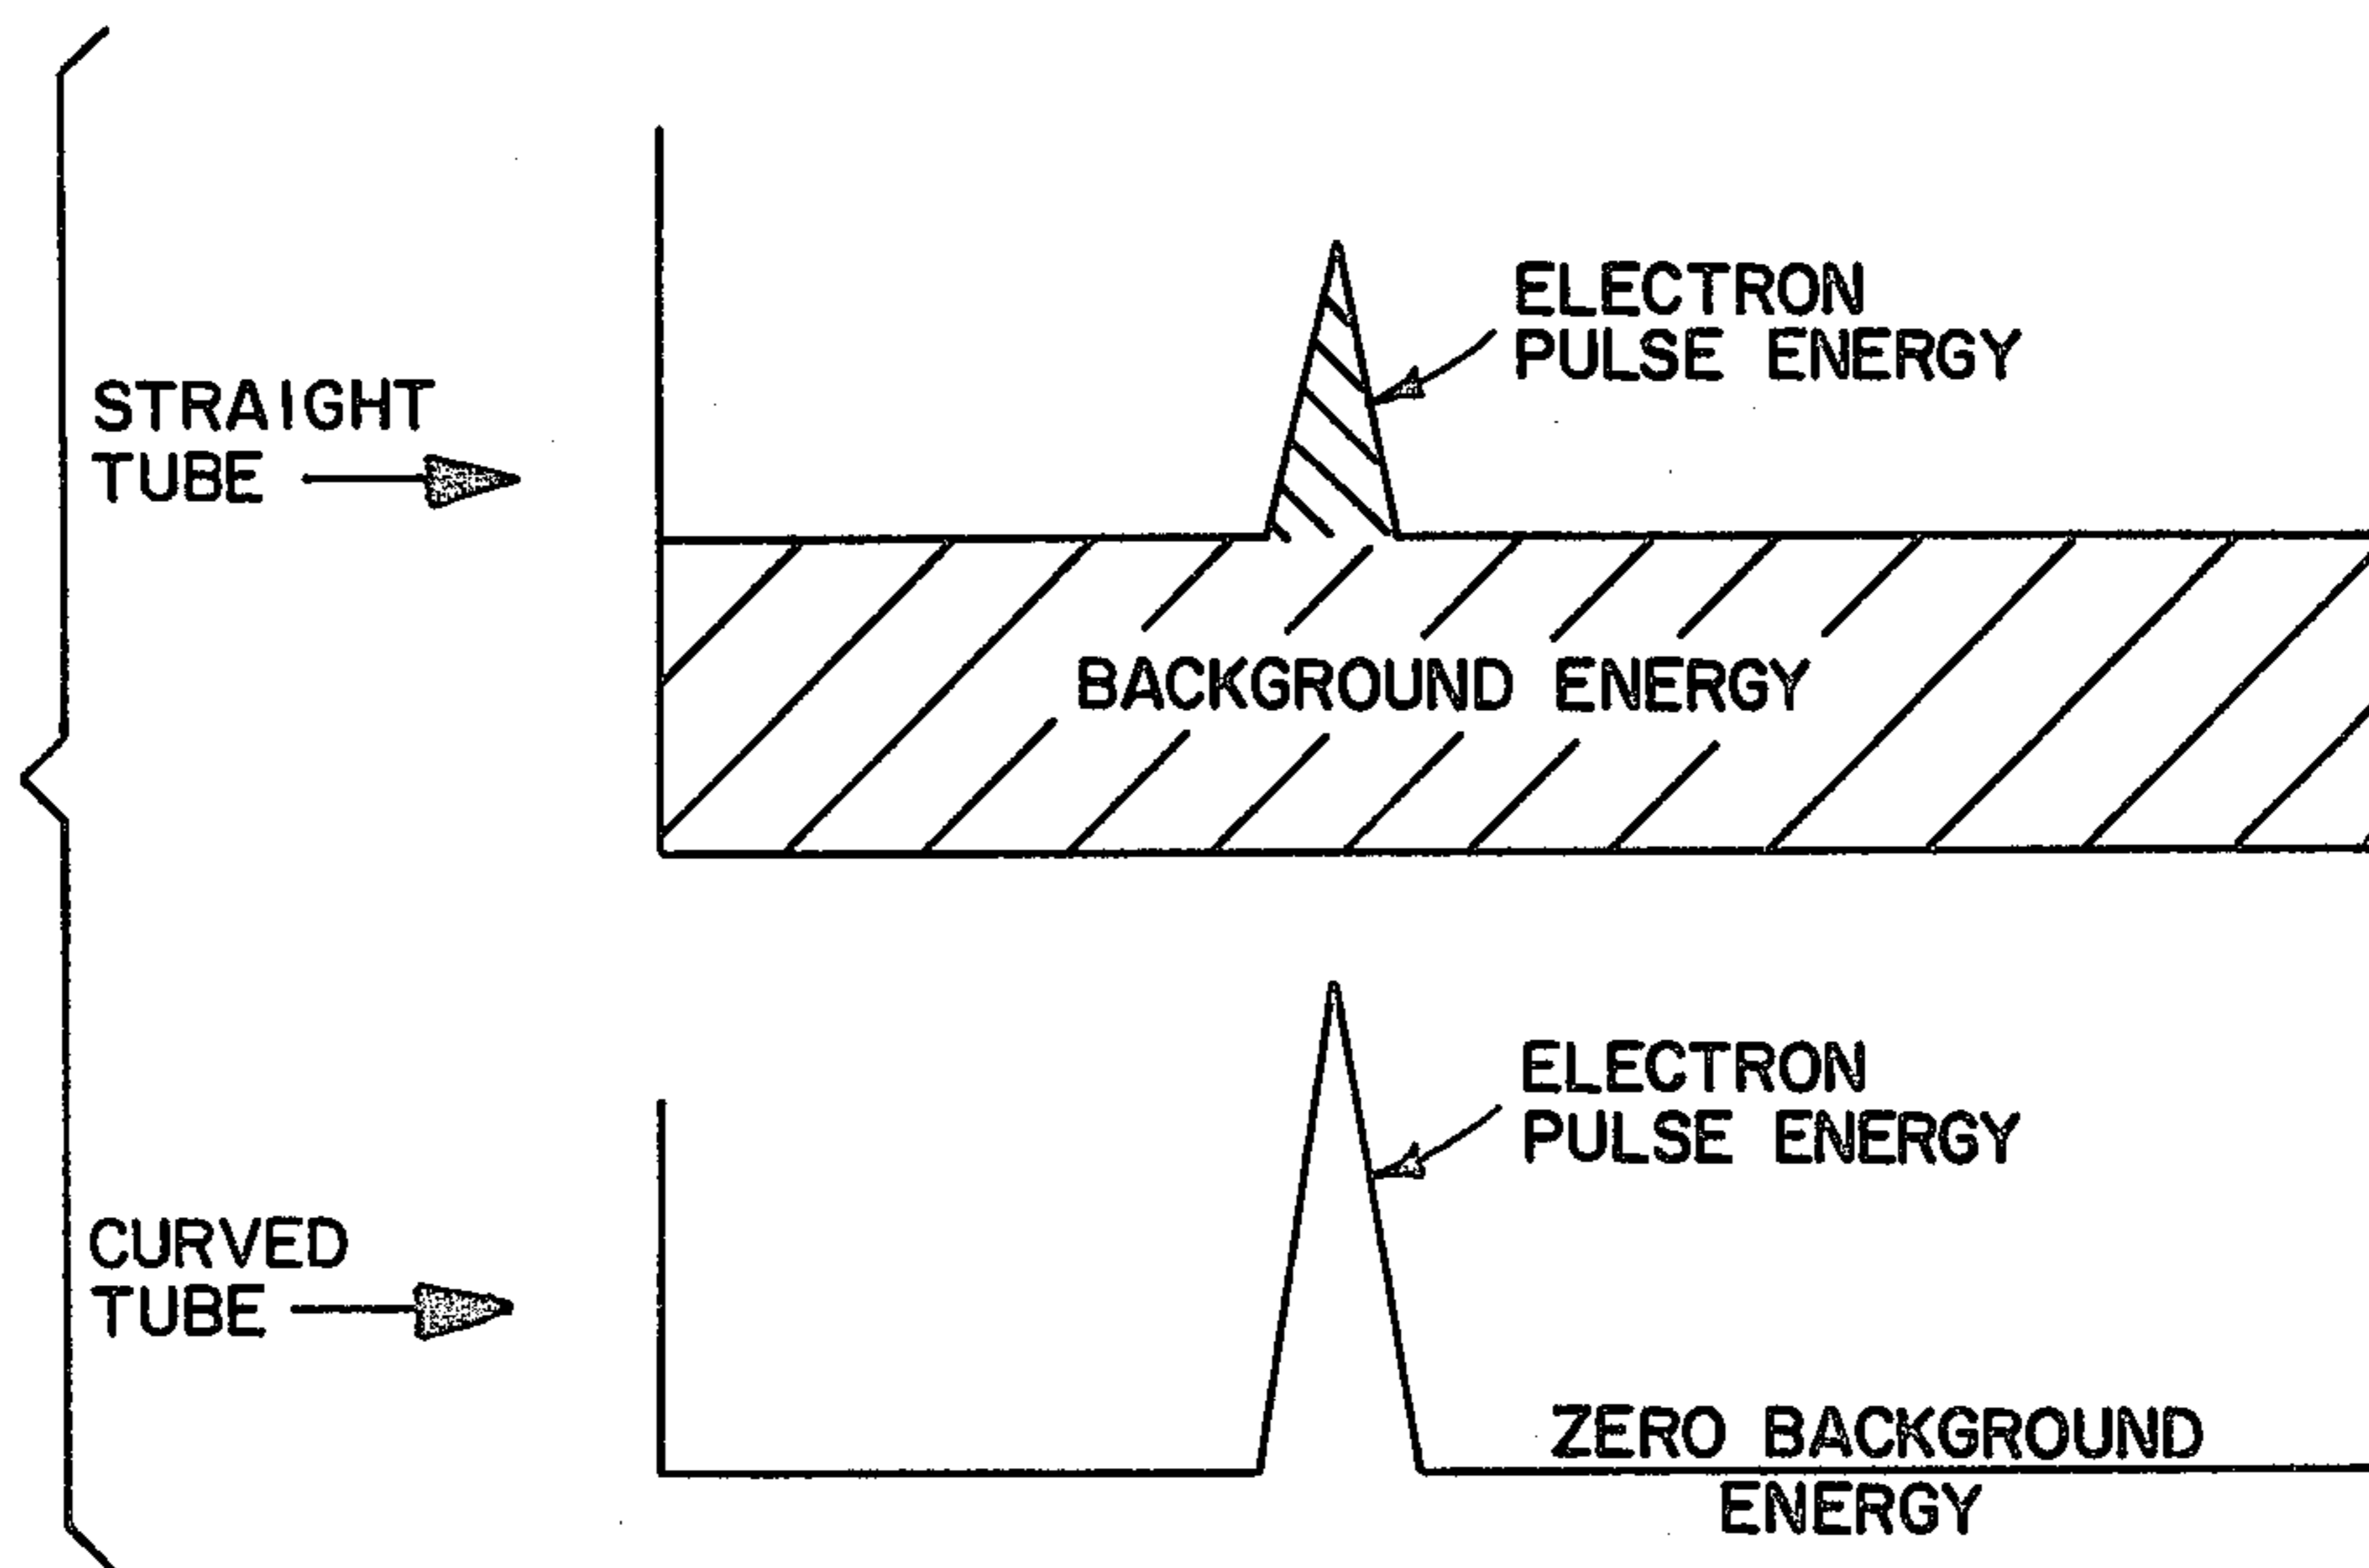 STRAIGHT
TUBE
ELECTRON
PULSE ENERGY
BACKGROUND ENERGY
CURVED
TUBE
ELECTRON
PULSE ENERGY
ZERO BACKGROUND
ENERGY